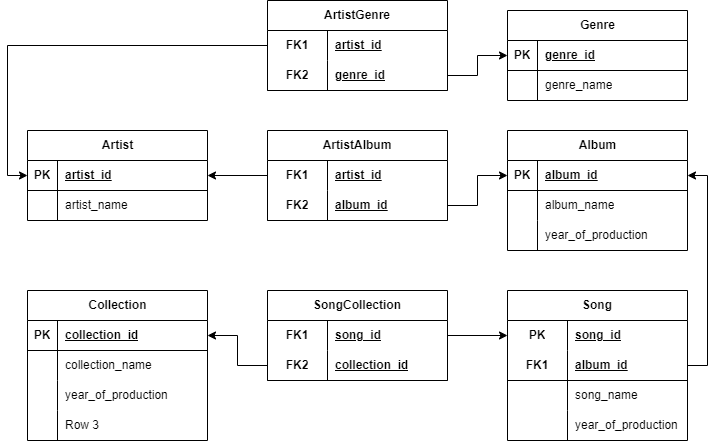 ArtistGenre
FK1 artist_id
FK2 genre_id
Genre
PK genre_id
genre_name
Artist
PK artist_id
artist_name
ArtistAlbum
FK1 artist_id
FK2 album_id
Album
PK album_id
album_name
year_of_production
Collection
PK collection_id
collection_name
year_of_production
Row 3
SongCollection
FK1 song_id
FK2 collection_id
Song
PK song_id
FK1 album_id
song_name
year_of_production